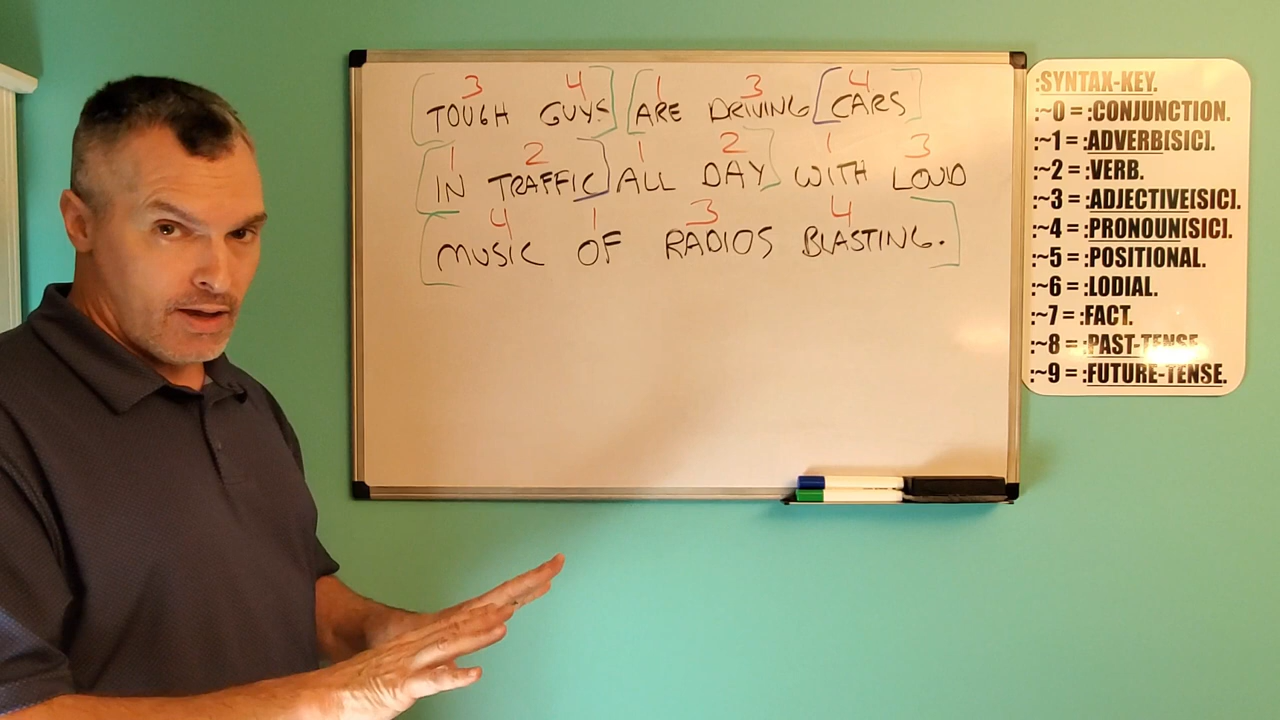 3 4 1 3 4
TOUGH GUYS ARE DRIVING CARS
1 2 1 2 1 3
IN TRAFFIC ALL DAY WITH LOUD
4 1 3 4
MUSIC OF RADIOS BLASTING.
:SYNTAX-KEY.
:~0 = :CONJUNCTION.
:~1 = :ADVERB[SIC].
:~2 = :VERB.
:~3 = :ADJECTIVE[SIC].
:~4 = :PRONOUN[SIC].
:~5 = :POSITIONAL.
:~6 = :LODIAL.
:~7 = :FACT.
:~8 = :PAST-TENSE.
:~9 = :FUTURE-TENSE.